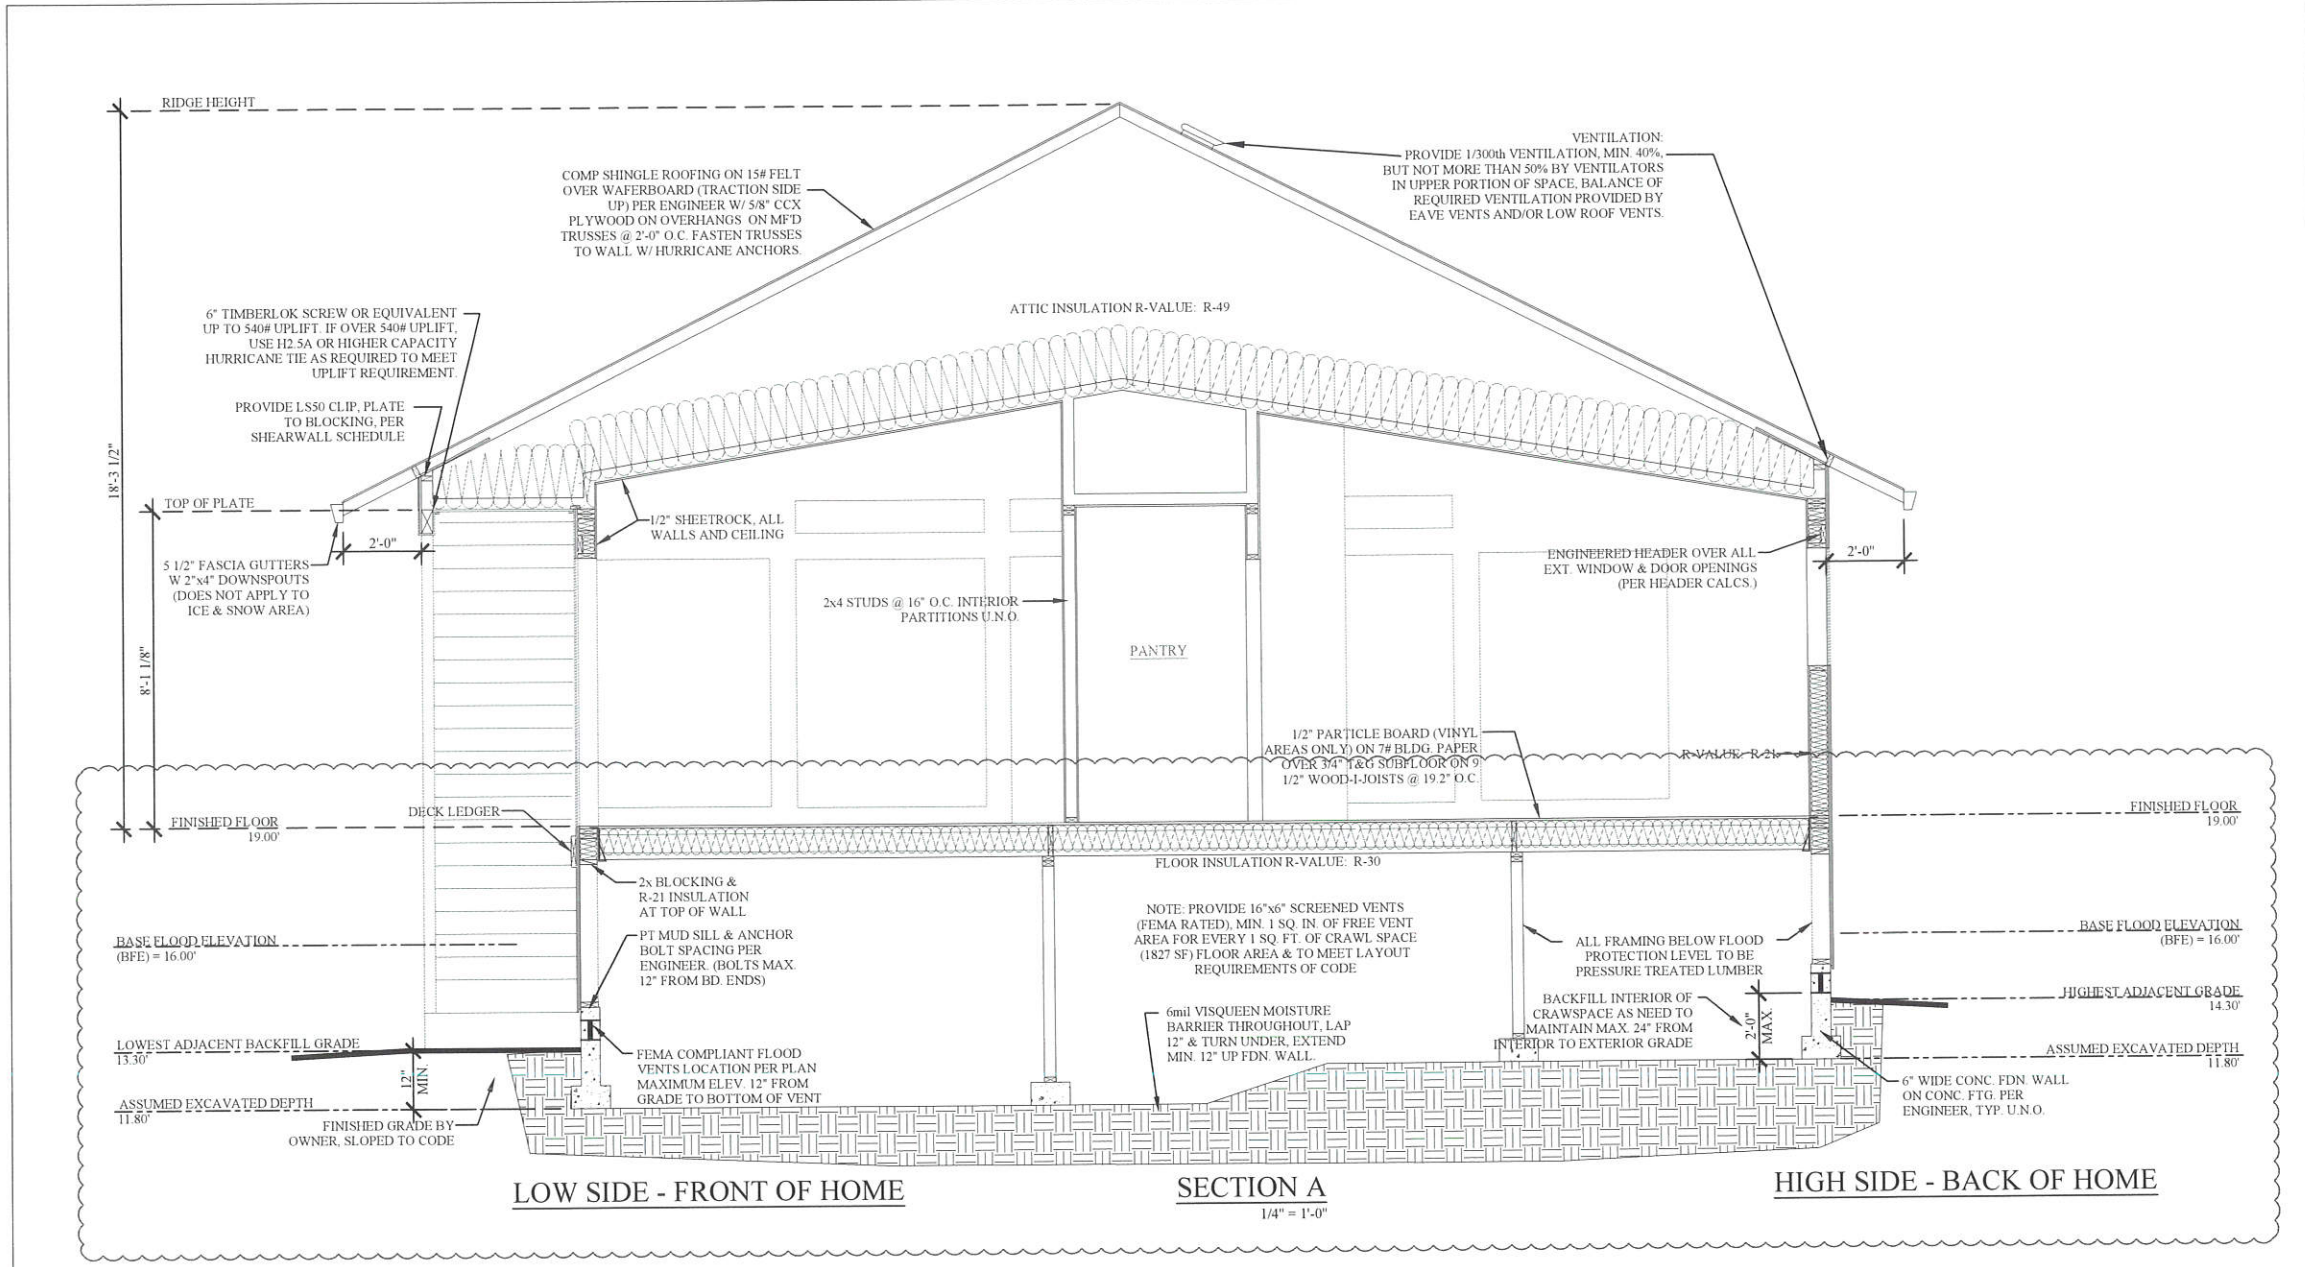 RIDGE HEIGHT
VENTILATION:
PROVIDE 1/300th VENTILATION, MIN. 40%,
BUT NOT MORE THAN 50% BY VENTILATORS
IN UPPER PORTION OF SPACE, BALANCE OF
REQUIRED VENTILATION PROVIDED BY
EAVE VENTS AND/OR LOW ROOF VENTS.
COMP SHINGLE ROOFING ON 15# FELT
OVER WAFERBOARD (TRACTION SIDE
UP) PER ENGINEER W/ 5/8" CCX
PLYWOOD ON OVERHANGS ON MF'D
TRUSSES @ 2'-0" O.C. FASTEN TRUSSES
TO WALL W/ HURRICANE ANCHORS.
ATTIC INSULATION R-VALUE: R-49
6" TIMBERLOK SCREW OR EQUIVALENT
UP TO 540# UPLIFT. IF OVER 540# UPLIFT,
USE H2.5A OR HIGHER CAPACITY
HURRICANE TIE AS REQUIRED TO MEET
UPLIFT REQUIREMENT.
PROVIDE LS50 CLIP, PLATE
TO BLOCKING, PER
SHEARWALL SCHEDULE
18'-3 1/2"
TOP OF PLATE
2'-0"
1/2" SHEETROCK, ALL
WALLS AND CEILING
5 1/2" FASCIA GUTTERS
W 2"x4" DOWNSPOUTS
(DOES NOT APPLY TO
ICE & SNOW AREA)
ENGINEERED HEADER OVER ALL
EXT. WINDOW & DOOR OPENINGS
(PER HEADER CALCS.)
2'-0"
2x4 STUDS @ 16" O.C. INTERIOR
PARTITIONS U.N.O.
PANTRY
8'-1 1/8"
1/2" PARTICLE BOARD (VINYL
AREAS ONLY) ON 7# BLDG. PAPER
OVER 3/4" T&G SUBFLOOR ON 9
1/2" WOOD-I-JOISTS @ 19.2" O.C.
R-VALUE: R-21
DECK LEDGER
FINISHED FLOOR
19.00'
FINISHED FLOOR
19.00'
FLOOR INSULATION R-VALUE: R-30
2x BLOCKING &
R-21 INSULATION
AT TOP OF WALL
NOTE: PROVIDE 16"x6" SCREENED VENTS
(FEMA RATED), MIN. 1 SQ. IN. OF FREE VENT
AREA FOR EVERY 1 SQ. FT. OF CRAWL SPACE
(1827 SF) FLOOR AREA & TO MEET LAYOUT
REQUIREMENTS OF CODE
BASE FLOOD ELEVATION
(BFE) = 16.00'
PT MUD SILL & ANCHOR
BOLT SPACING PER
ENGINEER. (BOLTS MAX.
12" FROM BD. ENDS)
ALL FRAMING BELOW FLOOD
PROTECTION LEVEL TO BE
PRESSURE TREATED LUMBER
BASE FLOOD ELEVATION
(BFE) = 16.00'
BACKFILL INTERIOR OF
CRAWSPACE AS NEED TO
MAINTAIN MAX. 24" FROM
INTERIOR TO EXTERIOR GRADE
2'-0"
MAX.
HIGHEST ADJACENT GRADE
14.30'
6mil VISQUEEN MOISTURE
BARRIER THROUGHOUT, LAP
12" & TURN UNDER, EXTEND
MIN. 12" UP FDN. WALL.
LOWEST ADJACENT BACKFILL GRADE
13.30'
FEMA COMPLIANT FLOOD
VENTS LOCATION PER PLAN
MAXIMUM ELEV. 12" FROM
GRADE TO BOTTOM OF VENT
12"
MIN.
ASSUMED EXCAVATED DEPTH
11.80'
6" WIDE CONC. FDN. WALL
ON CONC. FTG. PER
ENGINEER, TYP. U.N.O.
ASSUMED EXCAVATED DEPTH
11.80'
FINISHED GRADE BY
OWNER, SLOPED TO CODE
LOW SIDE - FRONT OF HOME
SECTION A
1/4" = 1'-0"
HIGH SIDE - BACK OF HOME